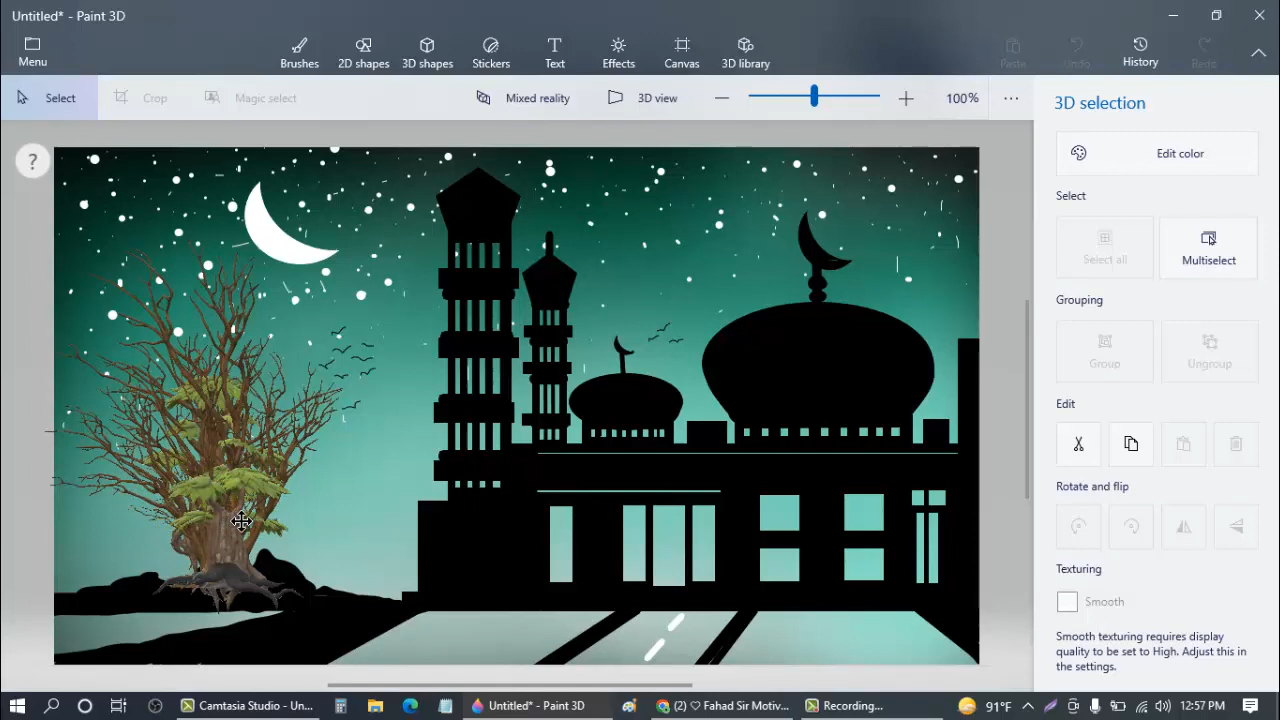 Untitled* - Paint 3D
Menu
Brushes
2D shapes
3D shapes
Stickers
Text
Effects
Canvas
3D library
Paste
Undo
History
Redo
Select
Crop
Magic select
Mixed reality
3D view
100%
?
3D selection
Edit color
Select
Select all
Multiselect
Grouping
Group
Ungroup
Edit
Rotate and flip
Texturing
Smooth
Smooth texturing requires display
quality to be set to High. Adjust this in
the settings.
Camtasia Studio - Un...
Untitled* - Paint 3D
(2) ♡ Fahad Sir Motiv...
Recording...
91°F
12:57 PM